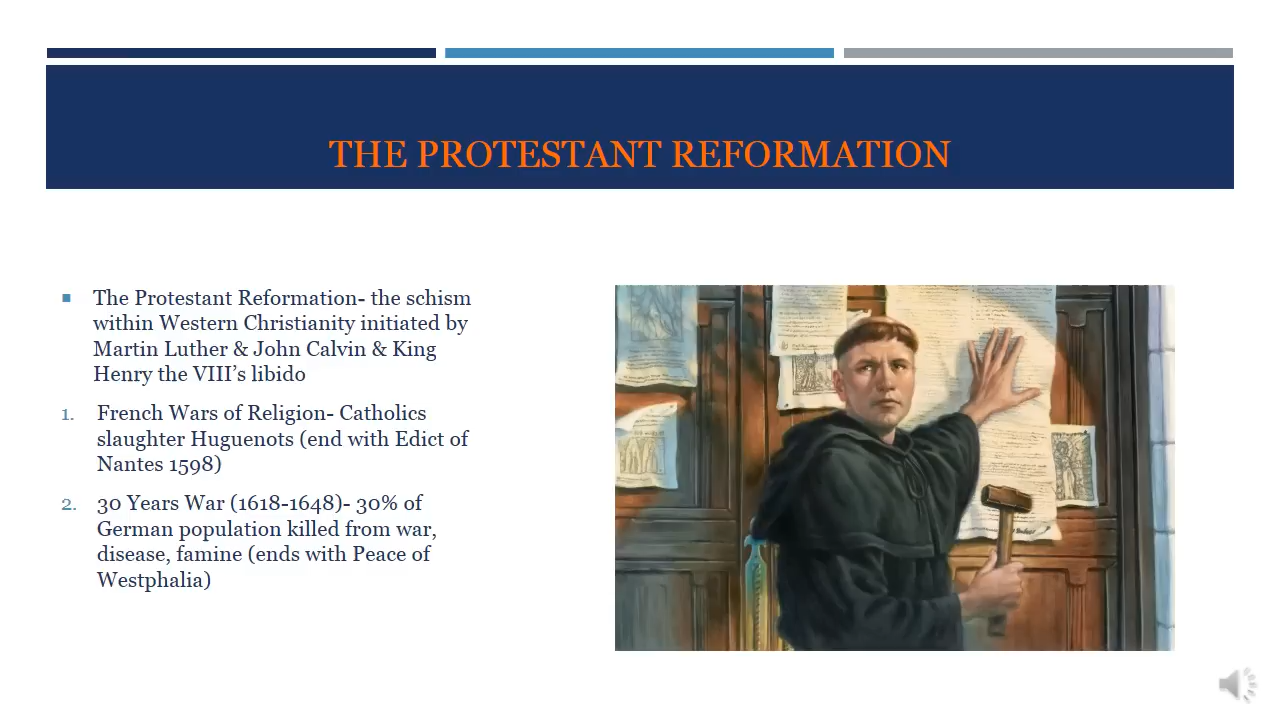 THE PROTESTANT REFORMATION
The Protestant Reformation- the schism
within Western Christianity initiated by
Martin Luther & John Calvin & King
Henry the VIII’s libido
1. French Wars of Religion- Catholics
slaughter Huguenots (end with Edict of
Nantes 1598)
2. 30 Years War (1618-1648)- 30% of
German population killed from war,
disease, famine (ends with Peace of
Westphalia)